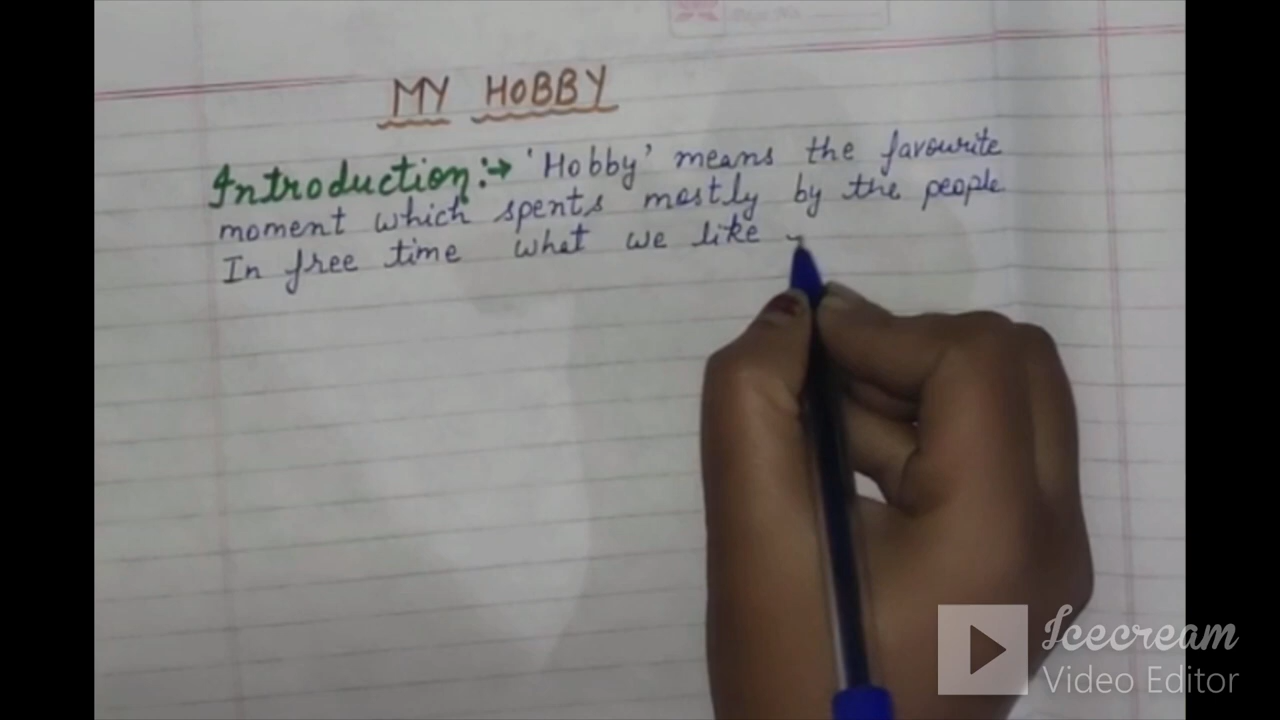 MY HOBBY
Introduction:→ 'Hobby' means the favourite
moment which spents mostly by the people
In free time what we like
Icecream
Video Editor